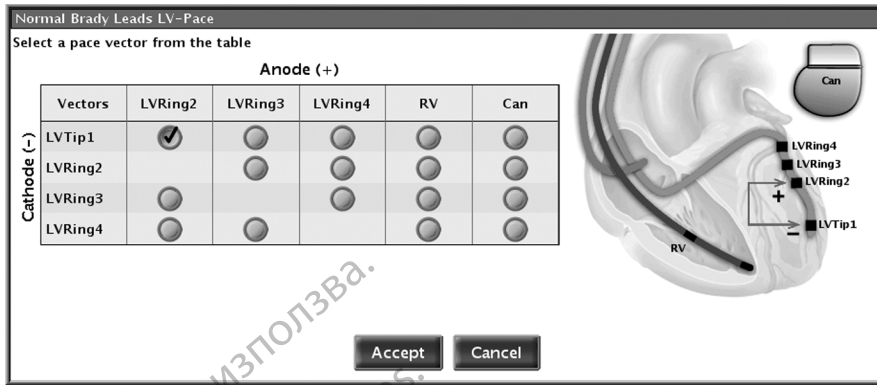 Normal Brady Leads LV-Pace
Select a pace vector from the table
Anode (+)
Vectors LVRing2 LVRing3 LVRing4 RV Can
Cathode (-)
LVTip1
LVRing2
LVRing3
LVRing4
Can
LVRing4
LVRing3
LVRing2
+
−
LVTip1
RV
използва.
Accept Cancel